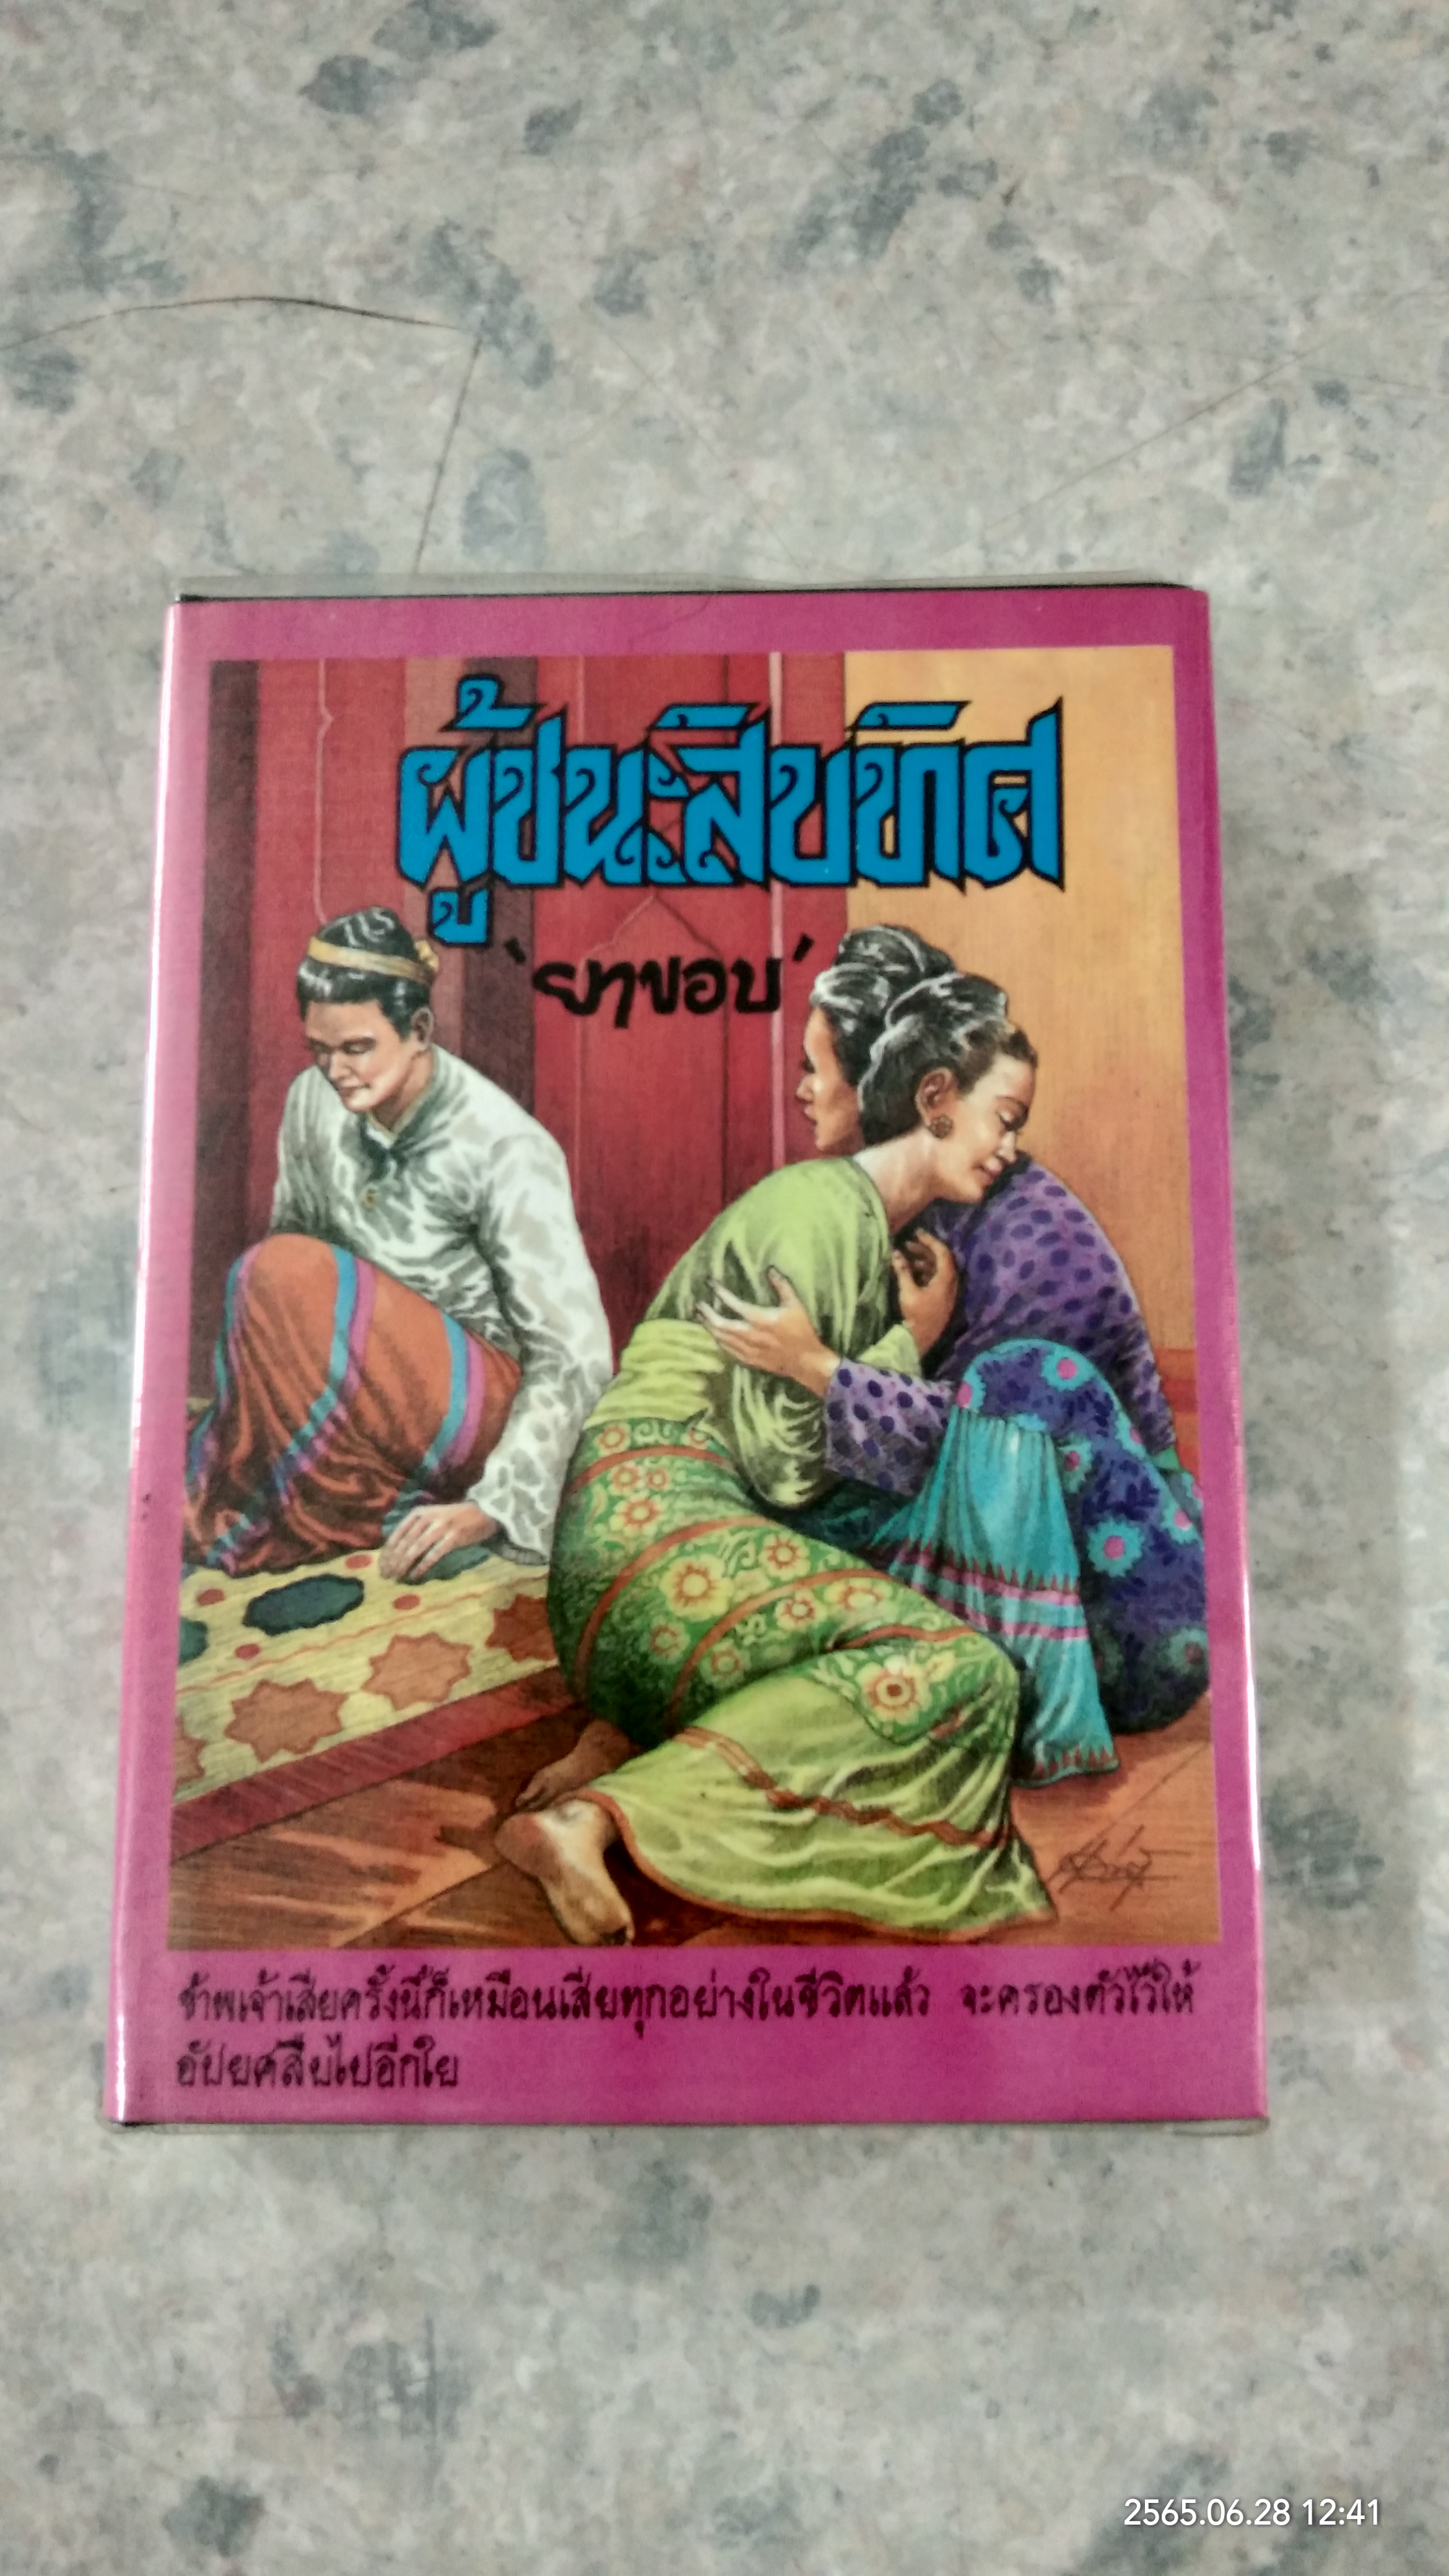 ผู้ชนะสิบทิศ
'ยาขอบ'
ข้าพเจ้าเสียครั้งนี้ก็เหมือนเสียทุกอย่างในชีวิตแล้ว จะครองตัวไว้ให้
อัปยศสืบไปอีกใย
2565.06.28 12:41